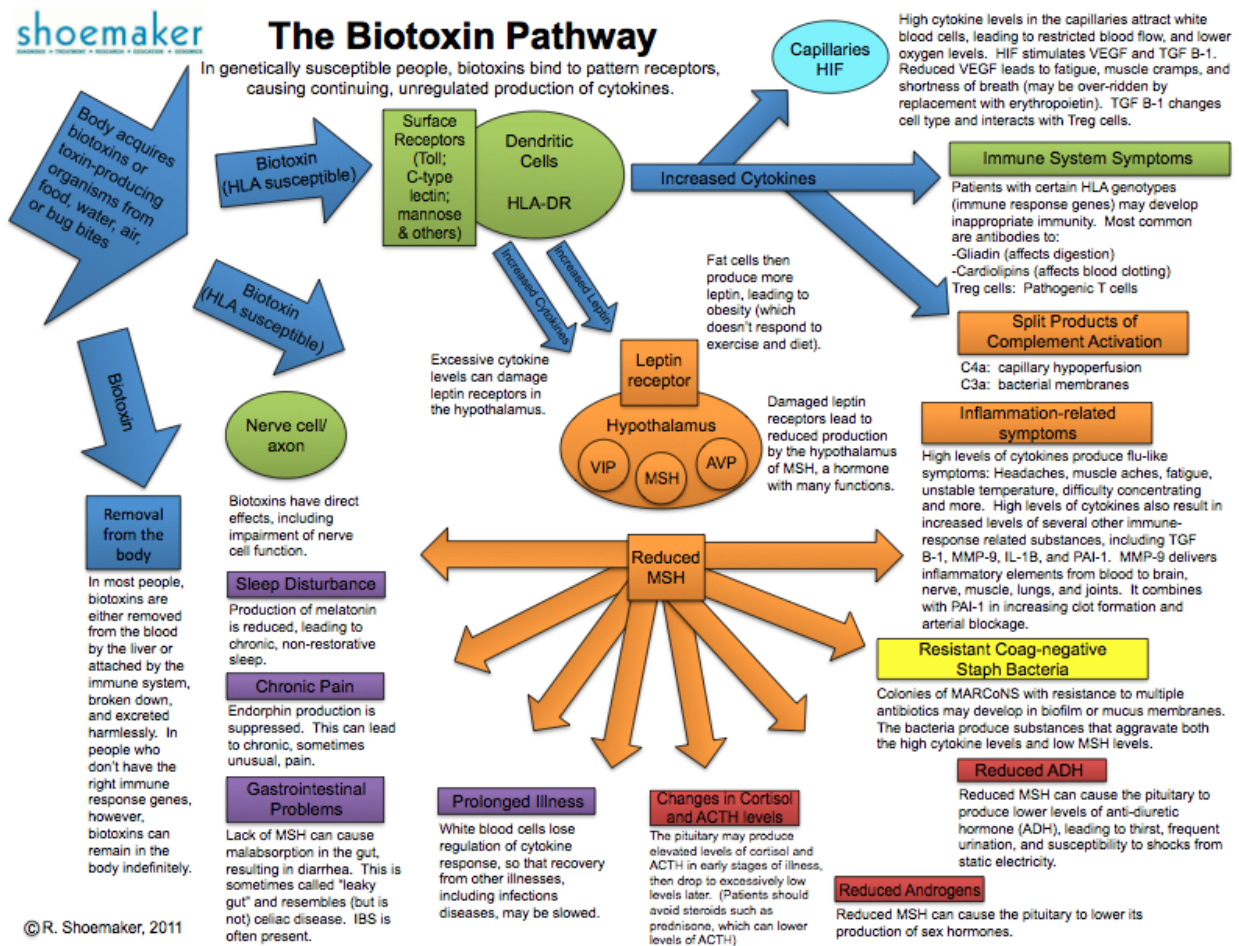 shoemaker
DIAGNOSIS • TREATMENT • RESEARCH • EDUCATION • GENOMICS
The Biotoxin Pathway
In genetically susceptible people, biotoxins bind to pattern receptors,
causing continuing, unregulated production of cytokines.
Capillaries
HIF
High cytokine levels in the capillaries attract white
blood cells, leading to restricted blood flow, and lower
oxygen levels.  HIF stimulates VEGF and TGF B-1.
Reduced VEGF leads to fatigue, muscle cramps, and
shortness of breath (may be over-ridden by
replacement with erythropoietin).  TGF B-1 changes
cell type and interacts with Treg cells.
Body acquires
biotoxins or
toxin-producing
organisms from
food, water, air,
or bug bites
Biotoxin
(HLA susceptible)
Surface
Receptors
(Toll;
C-type
lectin;
mannose
& others)
Dendritic
Cells
HLA-DR
Increased Cytokines
Immune System Symptoms
Patients with certain HLA genotypes
(immune response genes) may develop
inappropriate immunity.  Most common
are antibodies to:
-Gliadin (affects digestion)
-Cardiolipins (affects blood clotting)
Treg cells:  Pathogenic T cells
Biotoxin
(HLA susceptible)
Increased Cytokines
Increased Leptin
Fat cells then
produce more
leptin, leading to
obesity (which
doesn't respond to
exercise and diet).
Split Products of
Complement Activation
C4a:  capillary hypoperfusion
C3a:  bacterial membranes
Biotoxin
Excessive cytokine
levels can damage
leptin receptors in
the hypothalamus.
Leptin
receptor
Hypothalamus
VIP
MSH
AVP
Damaged leptin
receptors lead to
reduced production
by the hypothalamus
of MSH, a hormone
with many functions.
Nerve cell/
axon
Biotoxins have direct
effects, including
impairment of nerve
cell function.
Inflammation-related
symptoms
High levels of cytokines produce flu-like
symptoms: Headaches, muscle aches, fatigue,
unstable temperature, difficulty concentrating
and more.  High levels of cytokines also result in
increased levels of several other immune-
response related substances, including TGF
B-1, MMP-9, IL-1B, and PAI-1.  MMP-9 delivers
inflammatory elements from blood to brain,
nerve, muscle, lungs, and joints.  It combines
with PAI-1 in increasing clot formation and
arterial blockage.
Removal
from the
body
In most people,
biotoxins are
either removed
from the blood
by the liver or
attached by the
immune system,
broken down,
and excreted
harmlessly.  In
people who
don't have the
right immune
response genes,
however,
biotoxins can
remain in the
body indefinitely.
Reduced
MSH
Sleep Disturbance
Production of melatonin
is reduced, leading to
chronic, non-restorative
sleep.
Chronic Pain
Endorphin production is
suppressed.  This can lead
to chronic, sometimes
unusual, pain.
Gastrointestinal
Problems
Lack of MSH can cause
malabsorption in the gut,
resulting in diarrhea.  This is
sometimes called "leaky
gut" and resembles (but is
not) celiac disease.  IBS is
often present.
Prolonged Illness
White blood cells lose
regulation of cytokine
response, so that recovery
from other illnesses,
including infections
diseases, may be slowed.
Changes in Cortisol
and ACTH levels
The pituitary may produce
elevated levels of cortisol and
ACTH in early stages of illness,
then drop to excessively low
levels later.  (Patients should
avoid steroids such as
prednisone, which can lower
levels of ACTH)
Resistant Coag-negative
Staph Bacteria
Colonies of MARCoNS with resistance to multiple
antibiotics may develop in biofilm or mucus membranes.
The bacteria produce substances that aggravate both
the high cytokine levels and low MSH levels.
Reduced ADH
Reduced MSH can cause the pituitary to
produce lower levels of anti-diuretic
hormone (ADH), leading to thirst, frequent
urination, and susceptibility to shocks from
static electricity.
Reduced Androgens
Reduced MSH can cause the pituitary to lower its
production of sex hormones.
©R. Shoemaker, 2011